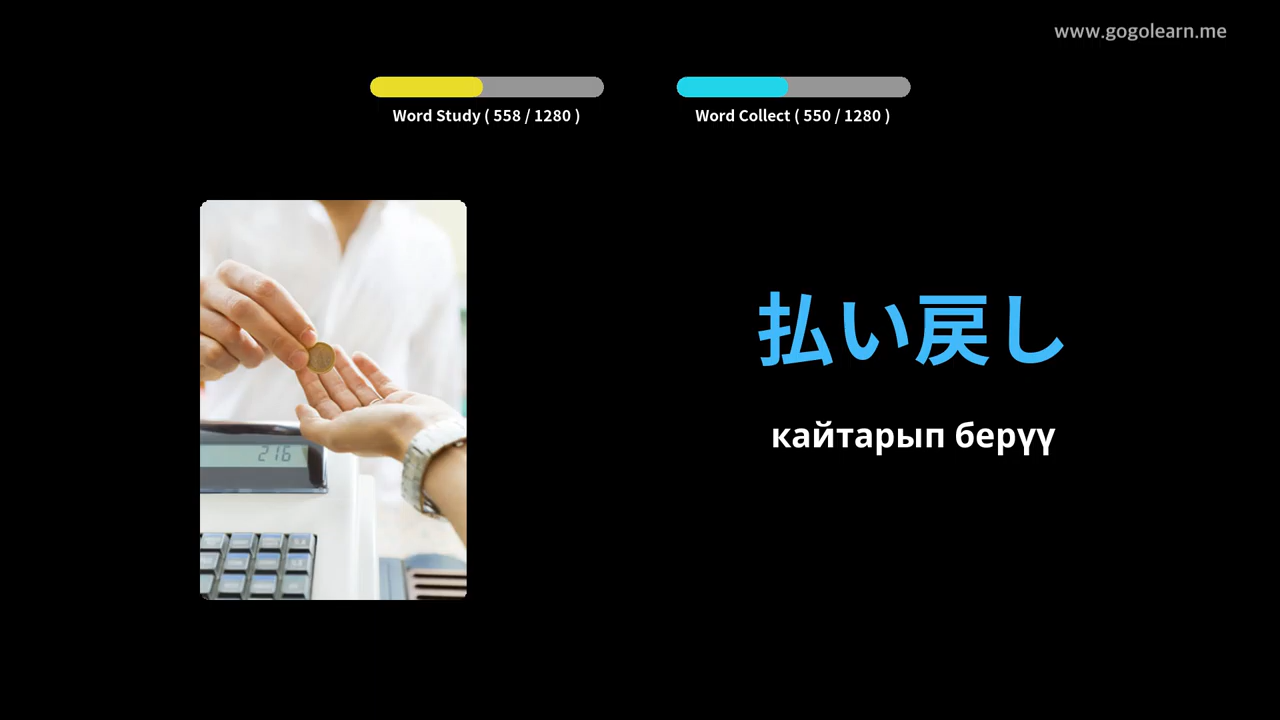 www.gogolearn.me
Word Study ( 558 / 1280 )
Word Collect ( 550 / 1280 )
払い戻し
кайтарып берүү
216